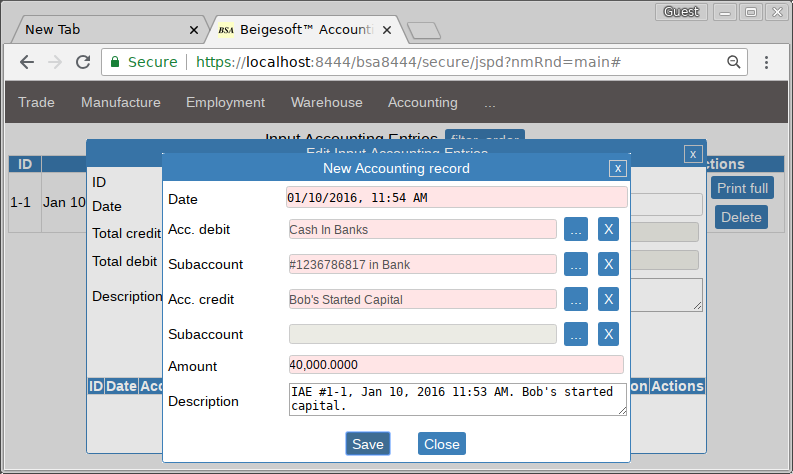 Guest
New Tab
BSA Beigesoft™ Accounti
Secure https://localhost:8444/bsa8444/secure/jspd?nmRnd=main#
Trade Manufacture Employment Warehouse Accounting ...
Input Accounting Entries filter, order
Edit Input Accounting Entries x
ID ctions
New Accounting record x
ID
Date
Total credit
Total debit
Description
1-1 Jan 10
Print full
Delete
Date 01/10/2016, 11:54 AM
Acc. debit Cash In Banks ... X
Subaccount #1236786817 in Bank ... X
Acc. credit Bob's Started Capital ... X
Subaccount ... X
Amount 40,000.0000
Description IAE #1-1, Jan 10, 2016 11:53 AM. Bob's started
capital.
ID Date Acc on Actions
Save Close